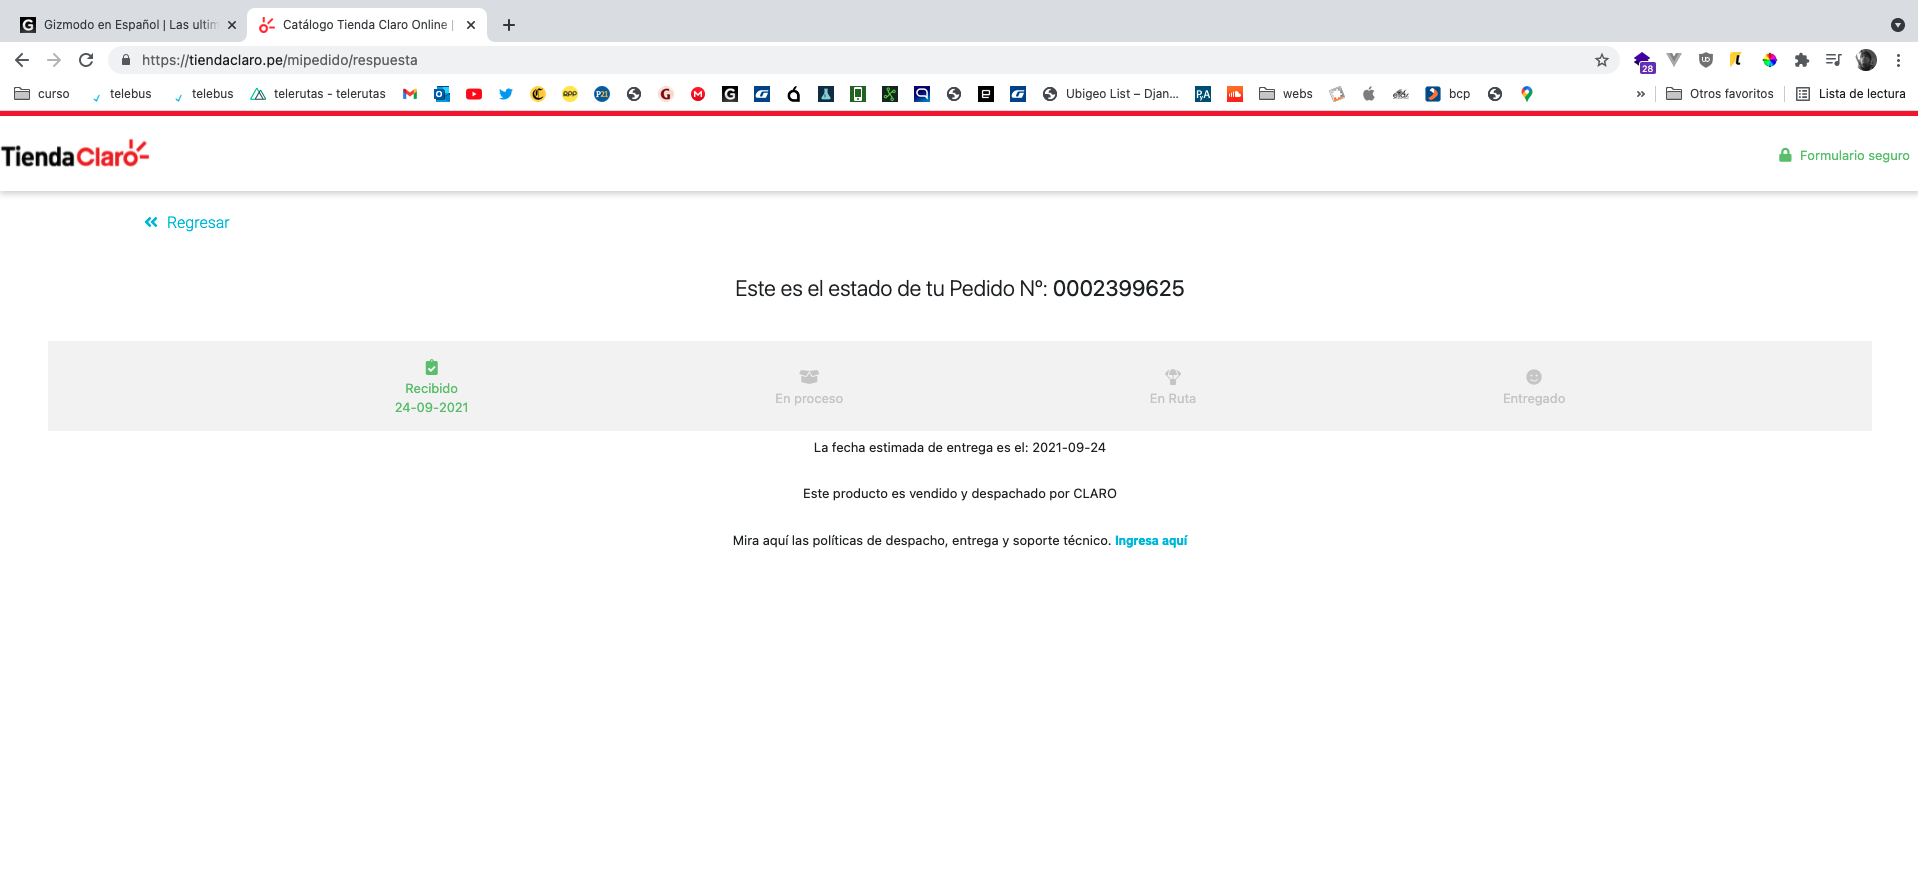 Gizmodo en Español | Las ultim
Catálogo Tienda Claro Online |
https://tiendaclaro.pe/mipedido/respuesta
28
curso
telebus
telebus
telerutas - telerutas
Ubigeo List – Djan...
webs
bcp
»
Otros favoritos
Lista de lectura
TiendaClaro
Formulario seguro
Regresar
Este es el estado de tu Pedido Nº: 0002399625
Recibido
24-09-2021
En proceso
En Ruta
Entregado
La fecha estimada de entrega es el: 2021-09-24
Este producto es vendido y despachado por CLARO
Mira aquí las políticas de despacho, entrega y soporte técnico. Ingresa aquí